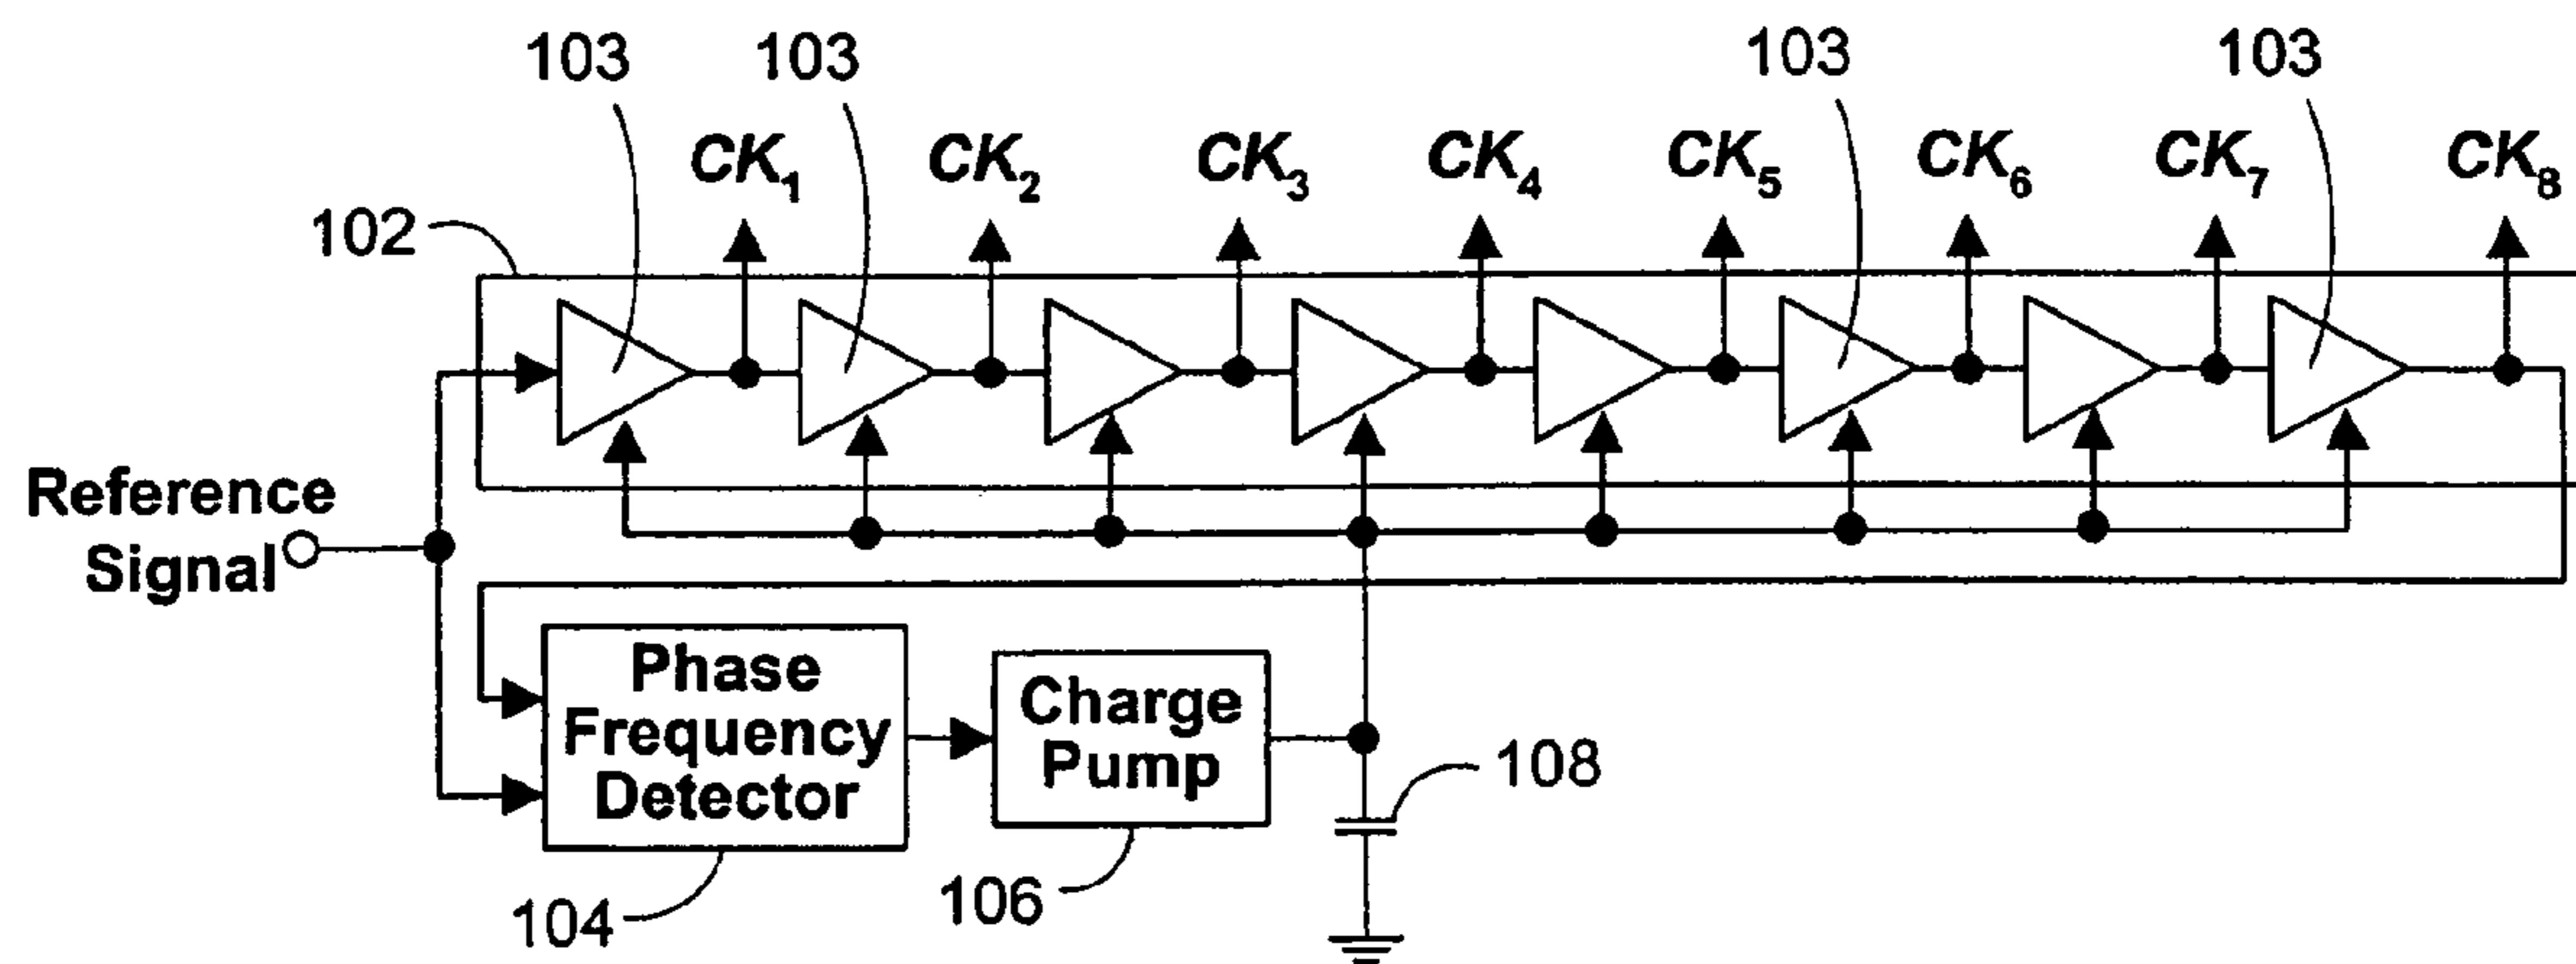 103 103 103 103
CK1 CK2 CK3 CK4 CK5 CK6 CK7 CK8
102
Reference
Signal
Phase
Frequency
Detector
Charge
Pump
108
104
106